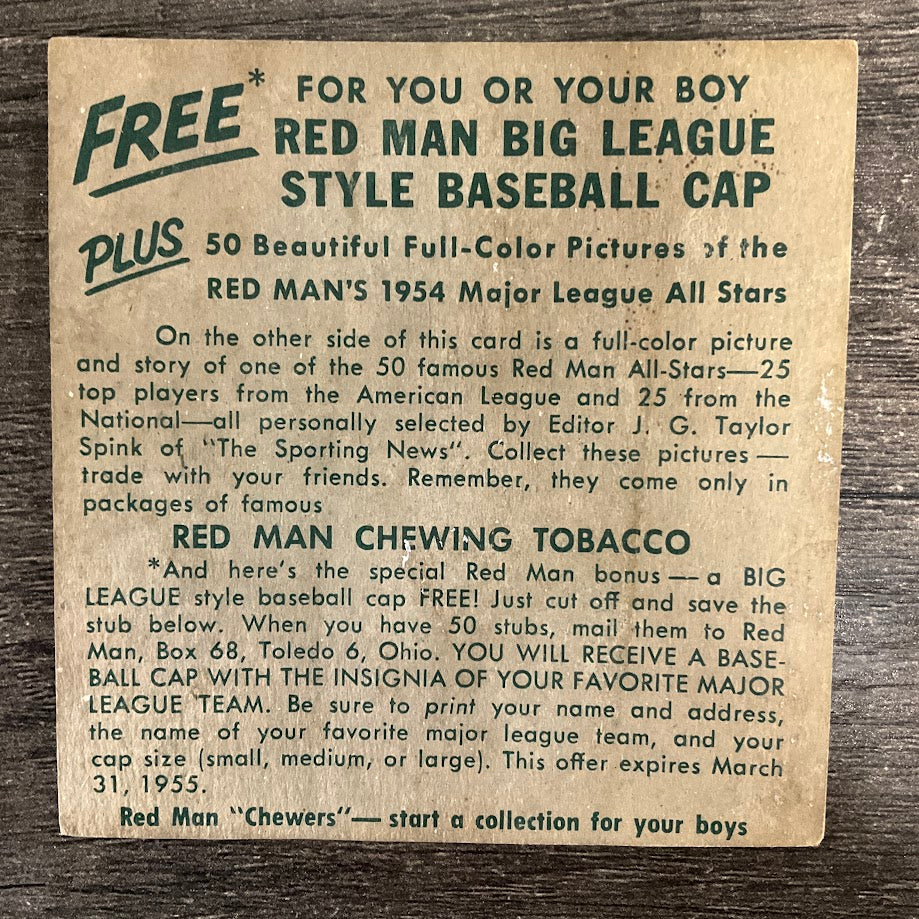 FREE* FOR YOU OR YOUR BOY
RED MAN BIG LEAGUE
STYLE BASEBALL CAP
PLUS 50 Beautiful Full-Color Pictures of the
RED MAN'S 1954 Major League All Stars
On the other side of this card is a full-color picture
and story of one of the 50 famous Red Man All-Stars—25
top players from the American League and 25 from the
National—all personally selected by Editor J. G. Taylor
Spink of "The Sporting News". Collect these pictures —
trade with your friends. Remember, they come only in
packages of famous
RED MAN CHEWING TOBACCO
*And here's the special Red Man bonus — a BIG
LEAGUE style baseball cap FREE! Just cut off and save the
stub below. When you have 50 stubs, mail them to Red
Man, Box 68, Toledo 6, Ohio. YOU WILL RECEIVE A BASE-
BALL CAP WITH THE INSIGNIA OF YOUR FAVORITE MAJOR
LEAGUE TEAM. Be sure to print your name and address,
the name of your favorite major league team, and your
cap size (small, medium, or large). This offer expires March
31, 1955.
Red Man "Chewers"— start a collection for your boys